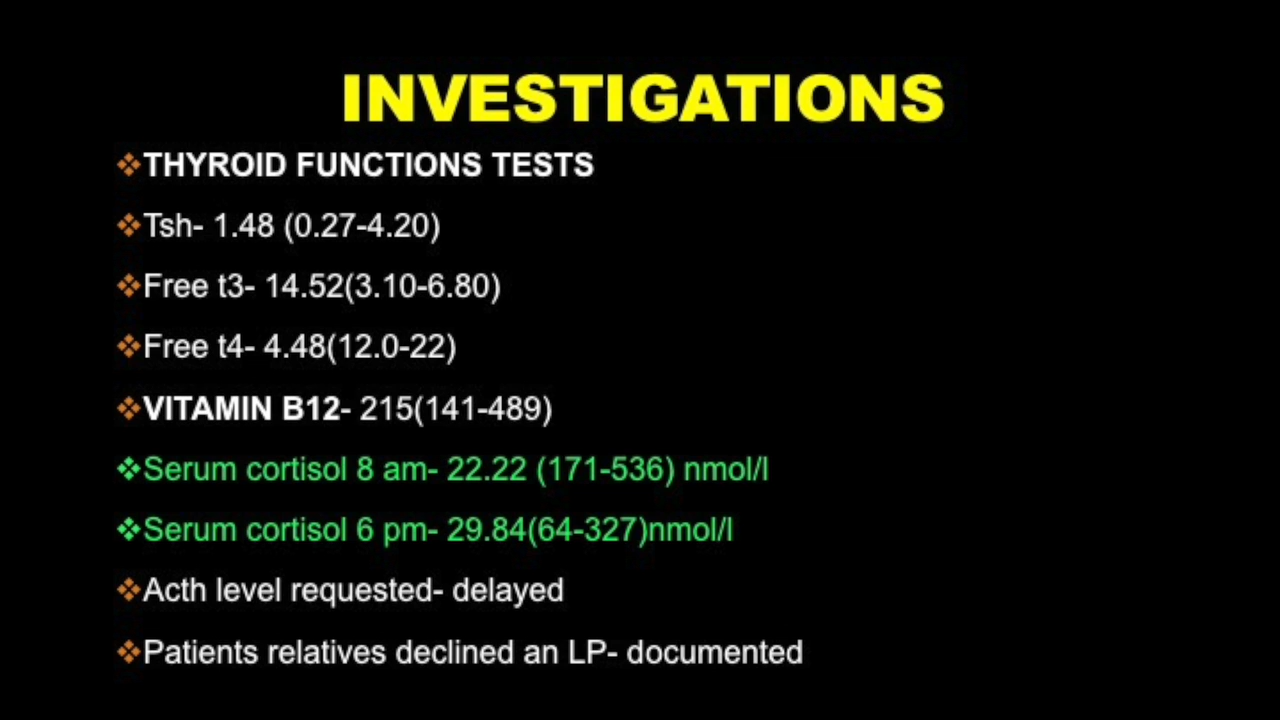 INVESTIGATIONS
❖THYROID FUNCTIONS TESTS
❖Tsh- 1.48 (0.27-4.20)
❖Free t3- 14.52(3.10-6.80)
❖Free t4- 4.48(12.0-22)
❖VITAMIN B12- 215(141-489)
❖Serum cortisol 8 am- 22.22 (171-536) nmol/l
❖Serum cortisol 6 pm- 29.84(64-327)nmol/l
❖Acth level requested- delayed
❖Patients relatives declined an LP- documented